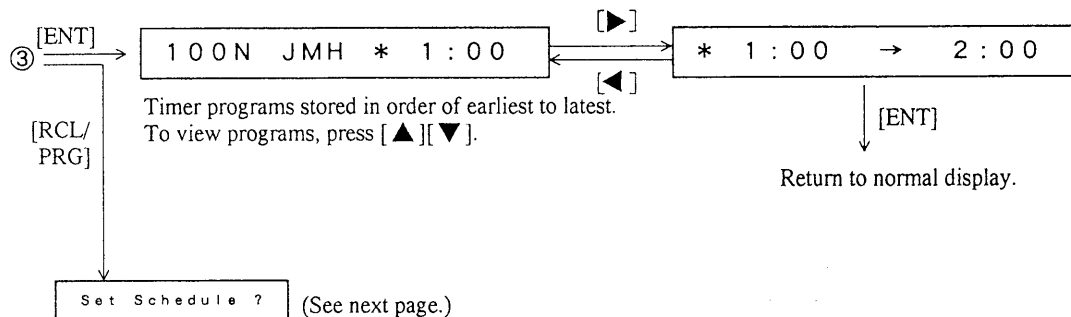 ③ [ENT] 100N JMH * 1:00 [▶] [◀] * 1:00 → 2:00
Timer programs stored in order of earliest to latest.
To view programs, press [▲][▼].
[RCL/
PRG]
[ENT]
Return to normal display.
Set Schedule ? (See next page.)